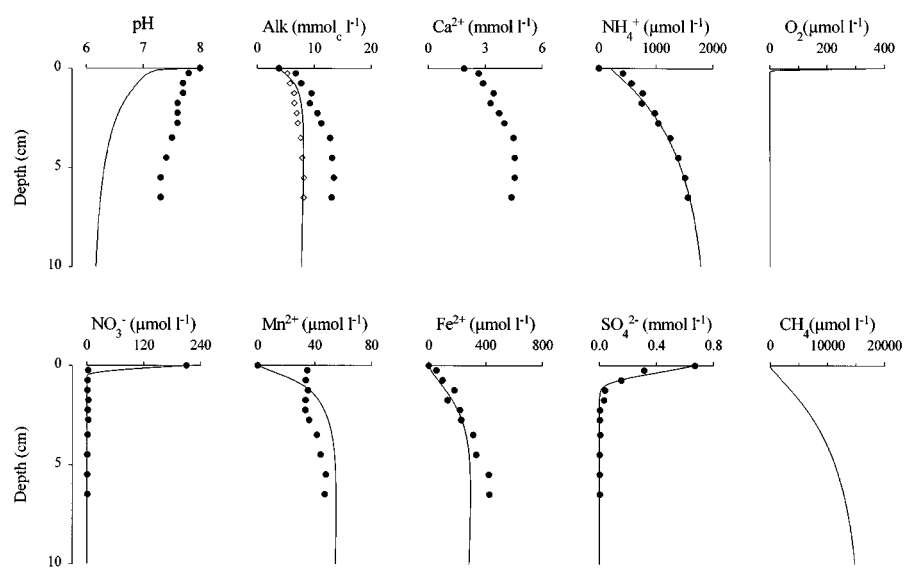 pH Alk (mmol_c l⁻¹) Ca²⁺ (mmol l⁻¹) NH₄⁺ (µmol l⁻¹) O₂(µmol l⁻¹)
6 7 8 0 10 20 0 3 6 0 1000 2000 0 200 400
0
5
10
Depth (cm)
NO₃⁻ (µmol l⁻¹) Mn²⁺ (µmol l⁻¹) Fe²⁺ (µmol l⁻¹) SO₄²⁻ (mmol l⁻¹) CH₄(µmol l⁻¹)
0 120 240 0 40 80 0 400 800 0.0 0.4 0.8 0 10000 20000
0
5
10
Depth (cm)